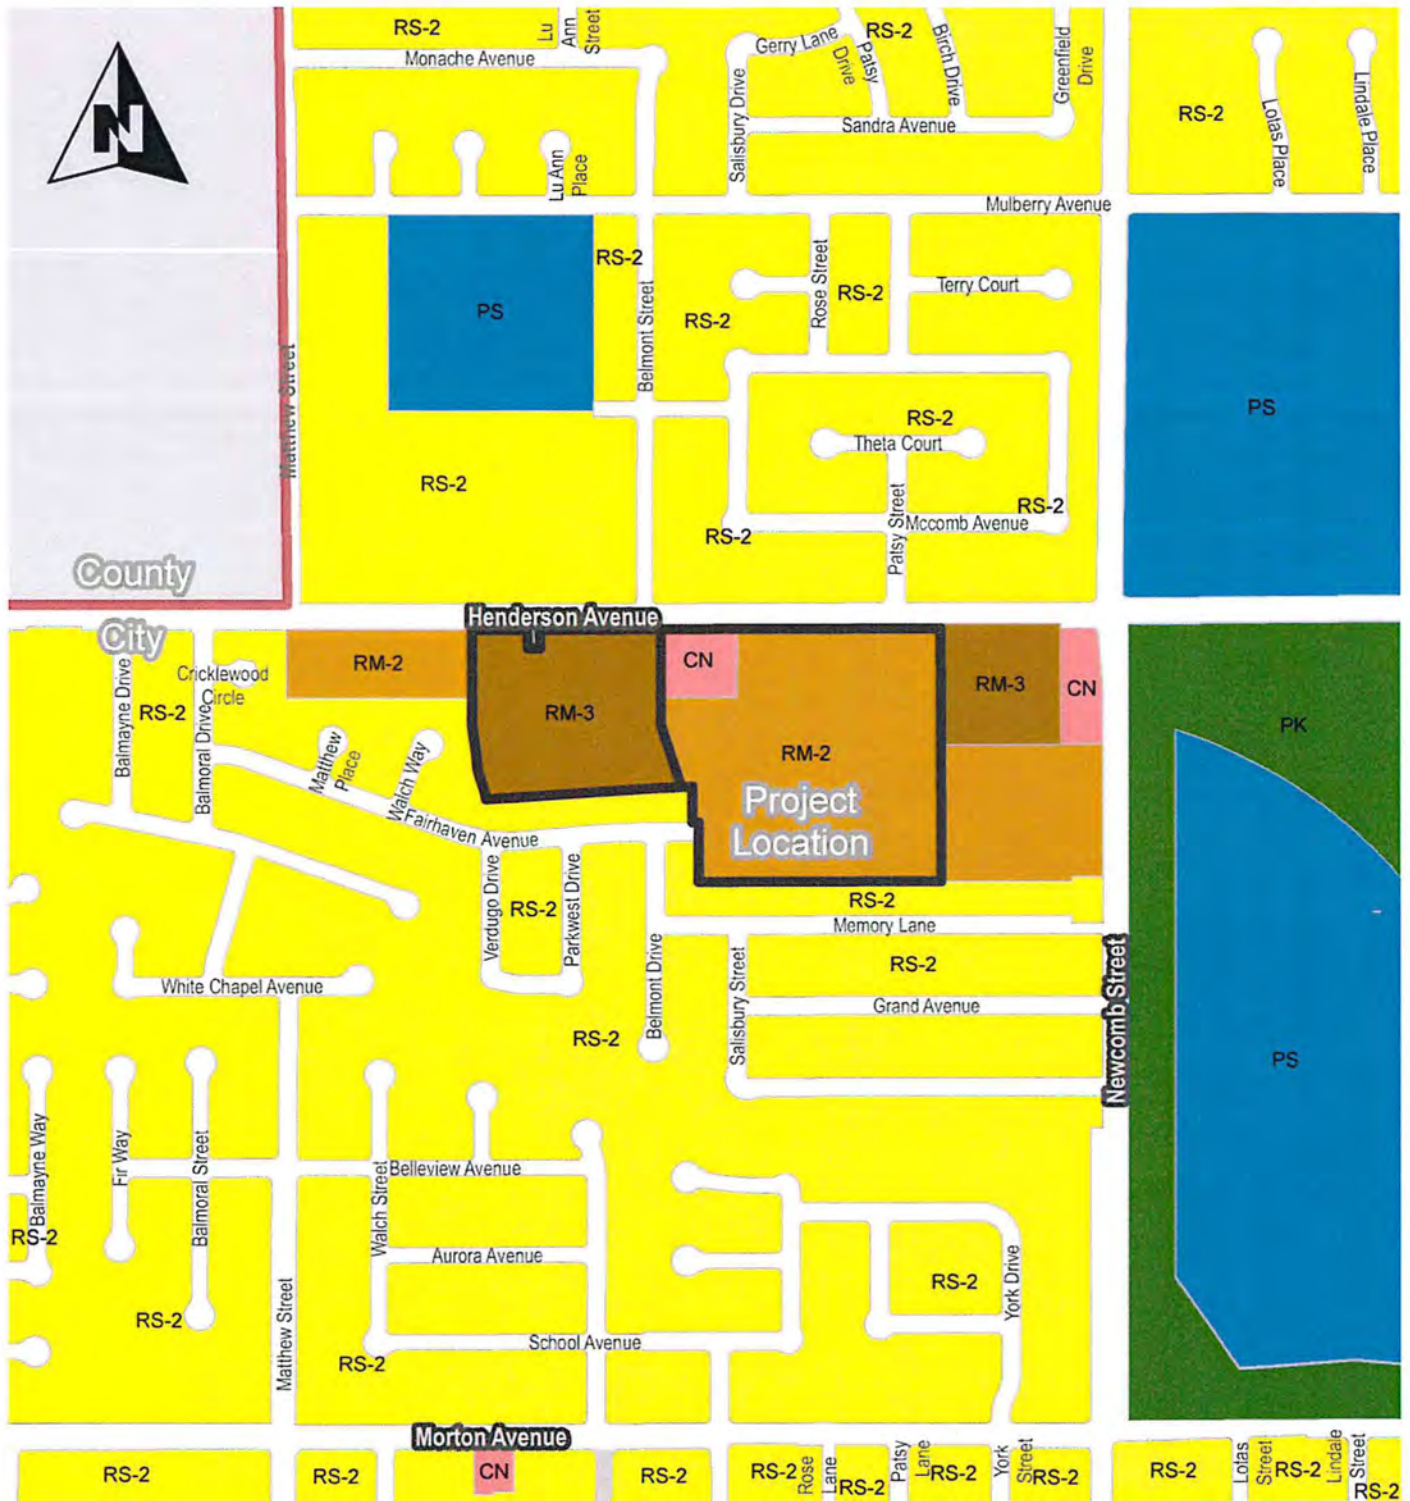 RS-2
Lu
Ann
Street
Monache Avenue
Gerry Lane
Patsy
Drive
RS-2
Birch Drive
Greenfield
Drive
Salisbury Drive
Sandra Avenue
RS-2
Lotas Place
Lindale Place
N
Lu Ann
Place
Mulberry Avenue
RS-2
PS
Belmont Street
RS-2
Rose Street
RS-2
Terry Court
Matthew Street
PS
RS-2
Theta Court
RS-2
RS-2
Patsy Street
Mccomb Avenue
RS-2
County
City
Henderson Avenue
Balmayne Drive
RS-2
Balmoral Drive
Cricklewood
Circle
RM-2
RM-3
CN
RM-2
RM-3
CN
PK
Project
Location
Matthew
Place
Walch Way
Fairhaven Avenue
Verdugo Drive
RS-2
Parkwest Drive
RS-2
Memory Lane
RS-2
Grand Avenue
White Chapel Avenue
Belmont Drive
Salisbury Street
Newcomb Street
RS-2
PS
Balmayne Way
Fir Way
Balmoral Street
Walch Street
Belleview Avenue
RS-2
Aurora Avenue
RS-2
York Drive
RS-2
Matthew Street
RS-2
School Avenue
Morton Avenue
RS-2
RS-2
CN
RS-2
RS-2
Rose
Lane
RS-2
Patsy
Lane
RS-2
York
Street
RS-2
RS-2
Lotas
Street
RS-2
Lindale
Street
RS-2